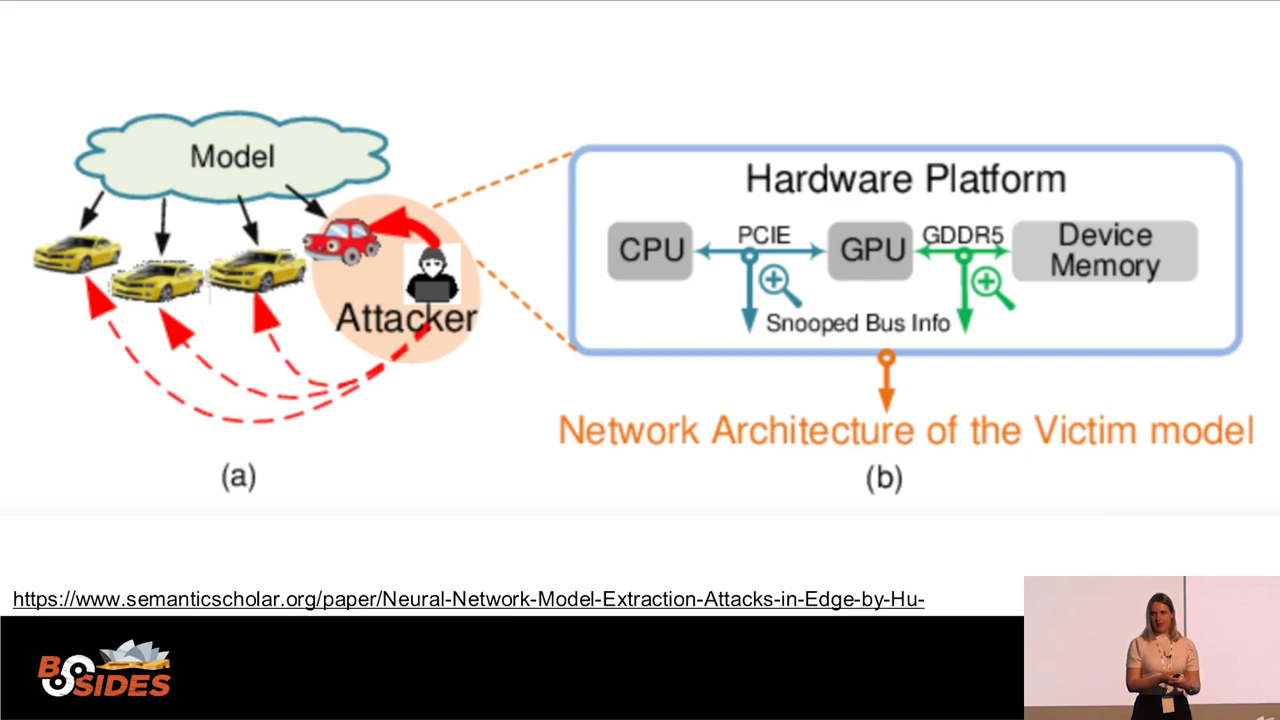 Model
Attacker
(a)
Hardware Platform
CPU
PCIE
GPU
GDDR5
Device
Memory
Snooped Bus Info
Network Architecture of the Victim model
(b)
https://www.semanticscholar.org/paper/Neural-Network-Model-Extraction-Attacks-in-Edge-by-Hu-
BSIDES